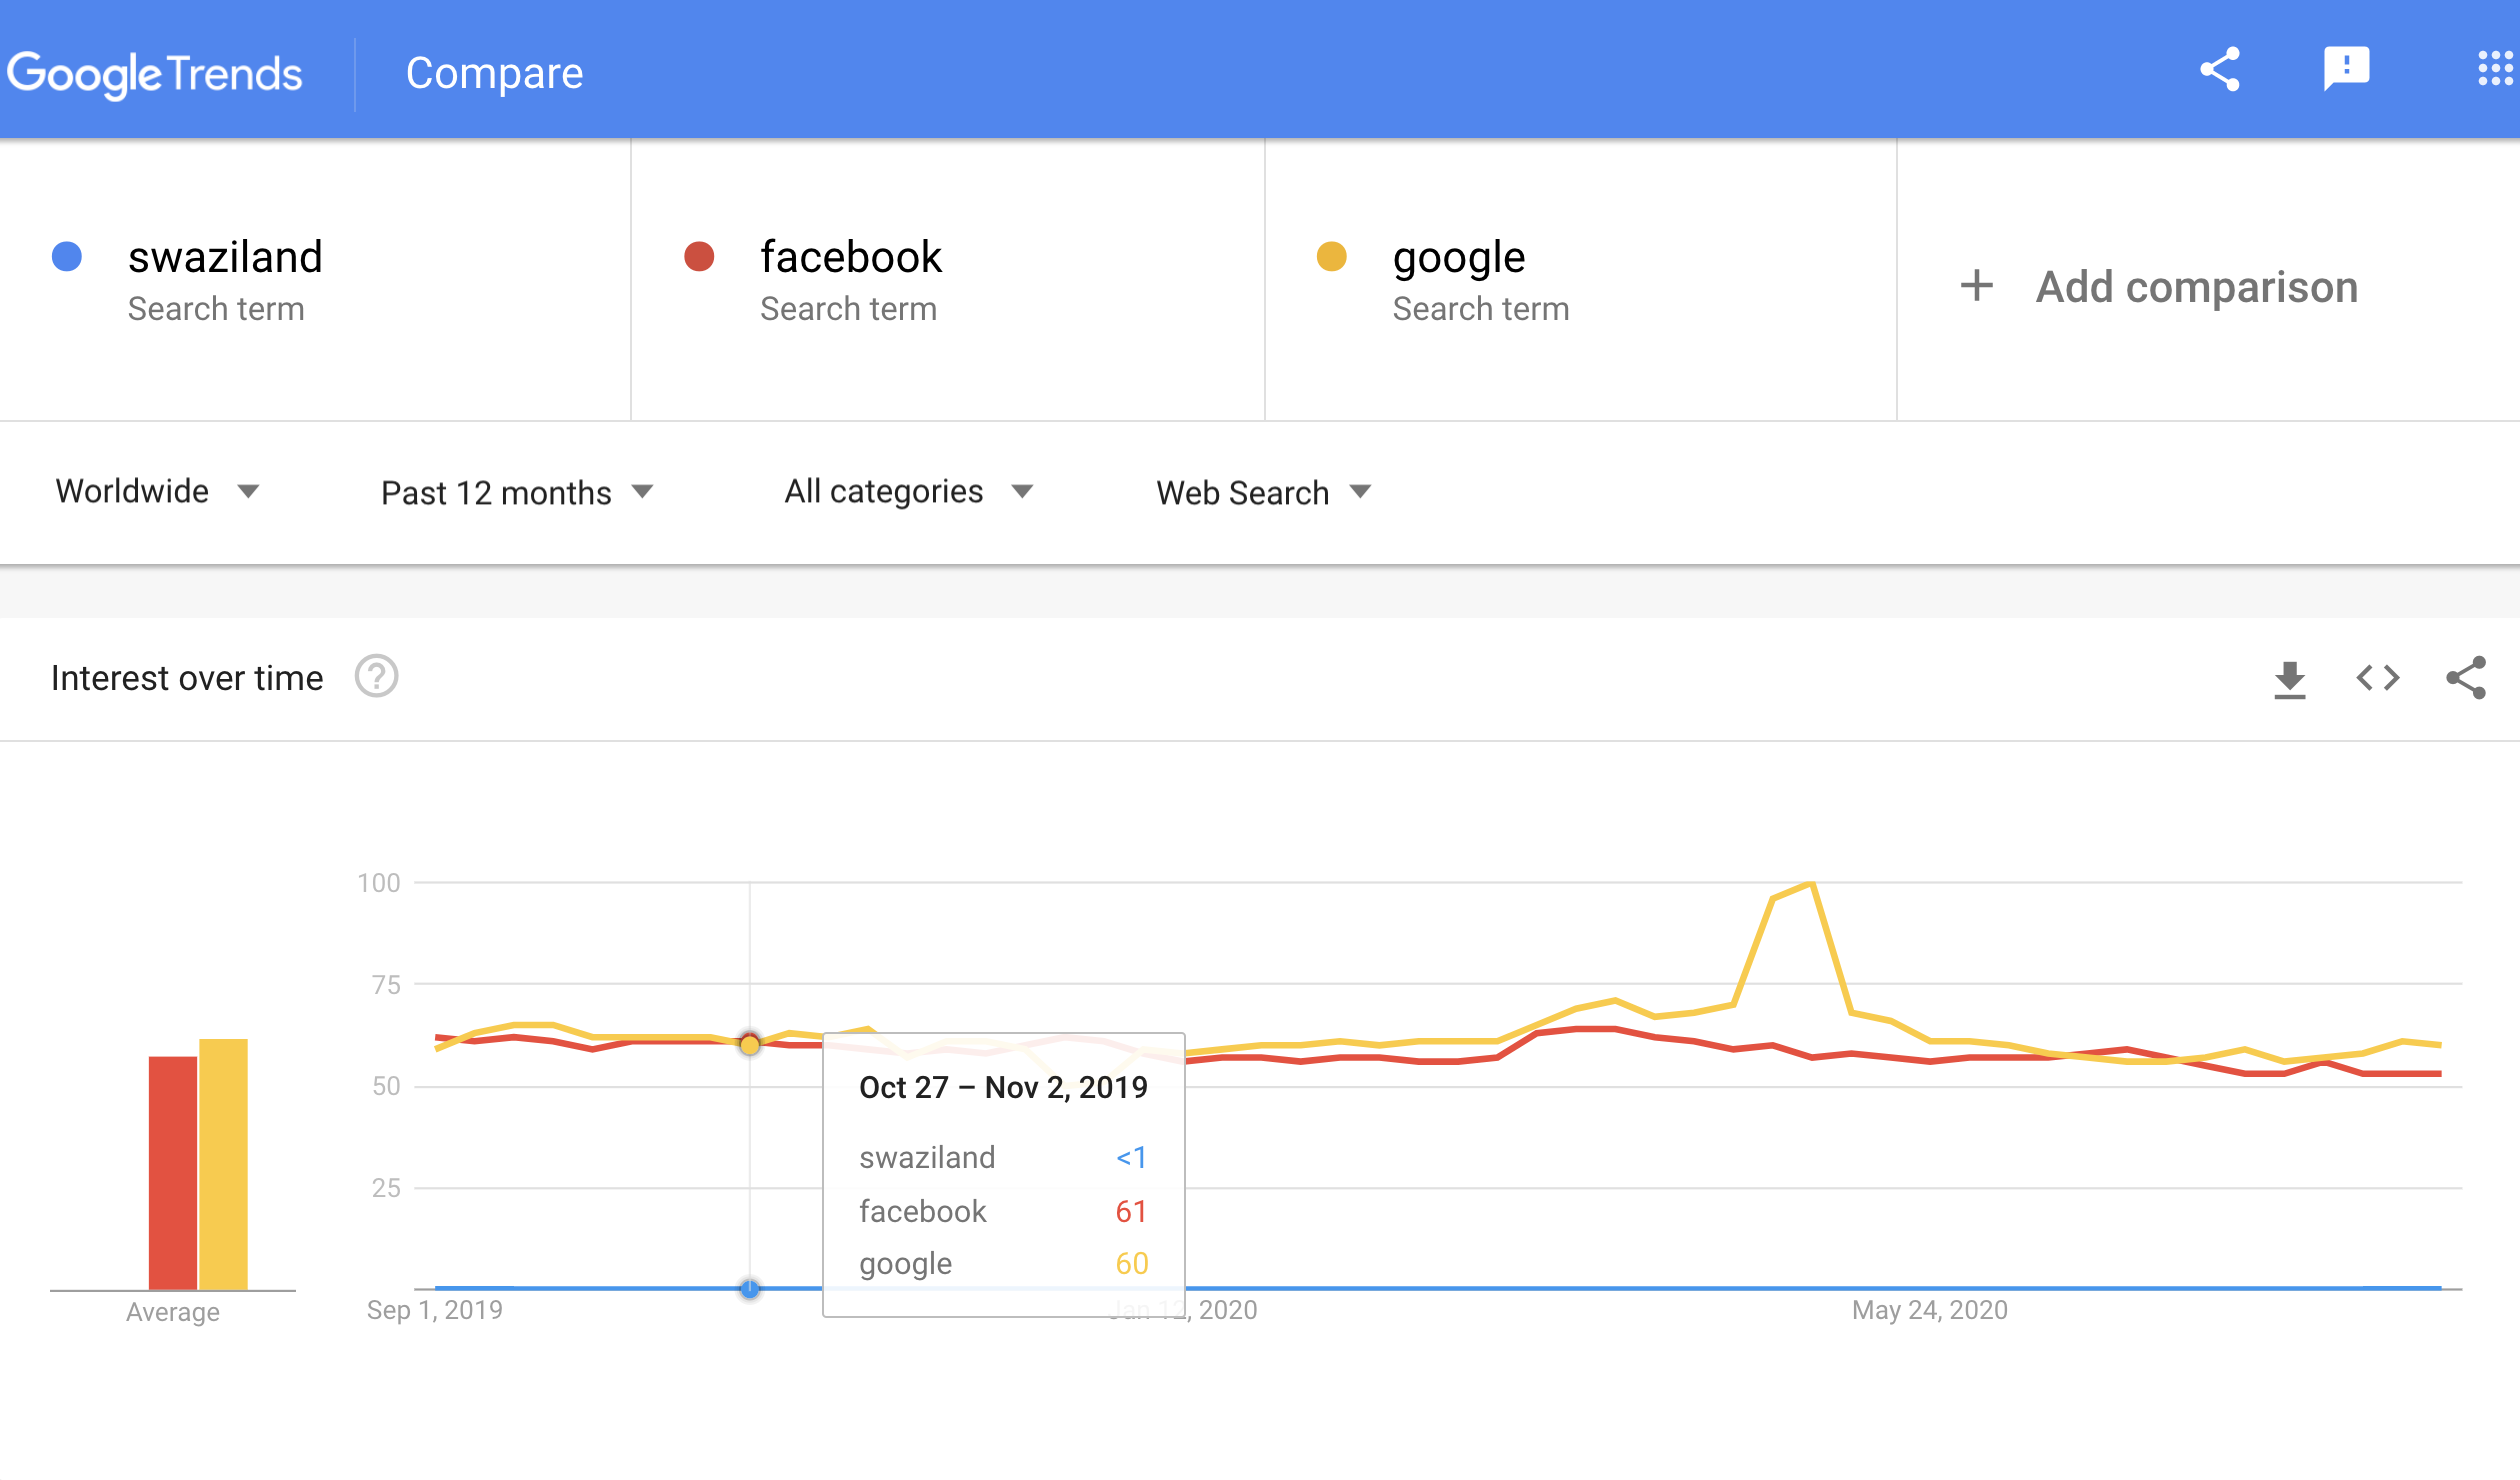 Google Trends Compare
swaziland
Search term
facebook
Search term
google
Search term
+ Add comparison
Worldwide Past 12 months All categories Web Search
Interest over time ?
100
75
50
25
Average
Sep 1, 2019 Jan 12, 2020 May 24, 2020
Oct 27 – Nov 2, 2019
swaziland <1
facebook 61
google 60